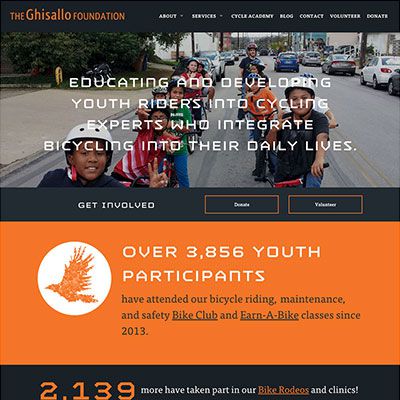 THE Ghisallo FOUNDATION
ABOUT SERVICES CYCLE ACADEMY BLOG CONTACT VOLUNTEER DONATE
EDUCATING AND DEVELOPING
YOUTH RIDERS INTO CYCLING
EXPERTS WHO INTEGRATE
BICYCLING INTO THEIR DAILY LIVES.
GET INVOLVED
Donate
Volunteer
OVER 3,856 YOUTH
PARTICIPANTS
have attended our bicycle riding, maintenance,
and safety Bike Club and Earn-A-Bike classes since
2013.
2,139 more have taken part in our Bike Rodeos and clinics!